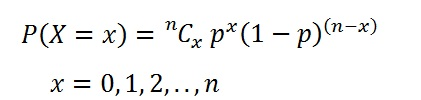 P(X = x) = ⁿCₓ pˣ(1 − p)⁽ⁿ⁻ˣ⁾
x = 0,1,2,..,n